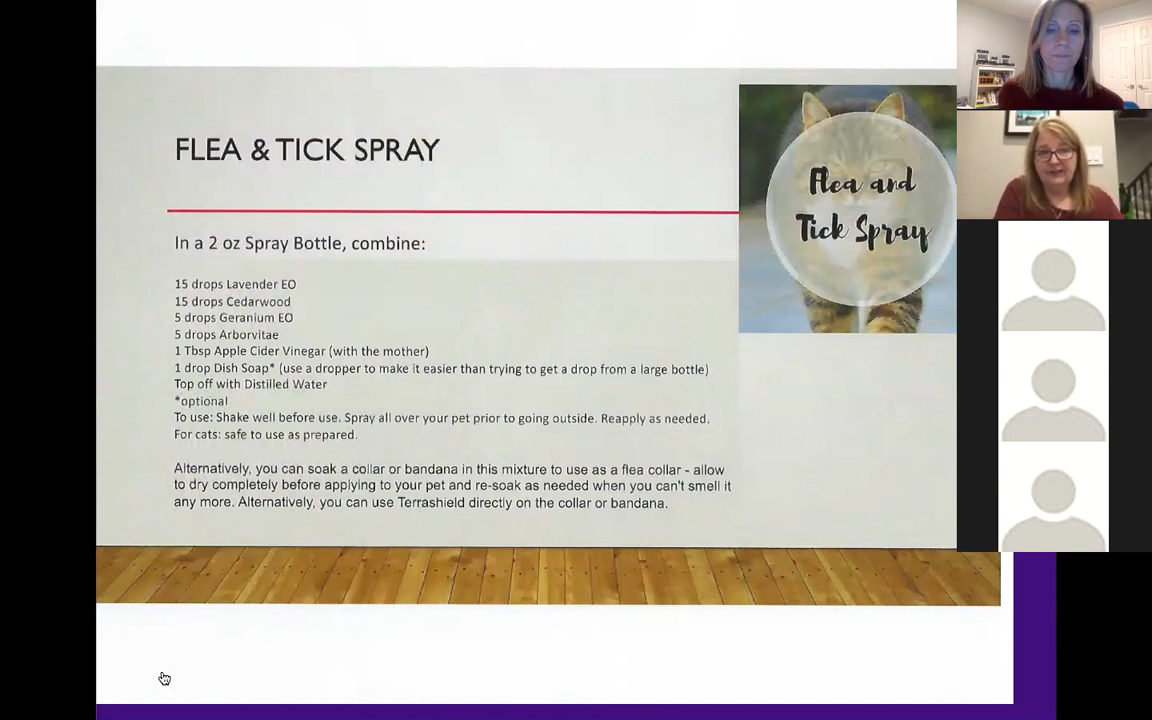 FLEA & TICK SPRAY
Flea and
Tick Spray
In a 2 oz Spray Bottle, combine:
15 drops Lavender EO
15 drops Cedarwood
5 drops Geranium EO
5 drops Arborvitae
1 Tbsp Apple Cider Vinegar (with the mother)
1 drop Dish Soap* (use a dropper to make it easier than trying to get a drop from a large bottle)
Top off with Distilled Water
*optional
To use: Shake well before use. Spray all over your pet prior to going outside. Reapply as needed.
For cats: safe to use as prepared.
Alternatively, you can soak a collar or bandana in this mixture to use as a flea collar - allow
to dry completely before applying to your pet and re-soak as needed when you can't smell it
any more. Alternatively, you can use Terrashield directly on the collar or bandana.